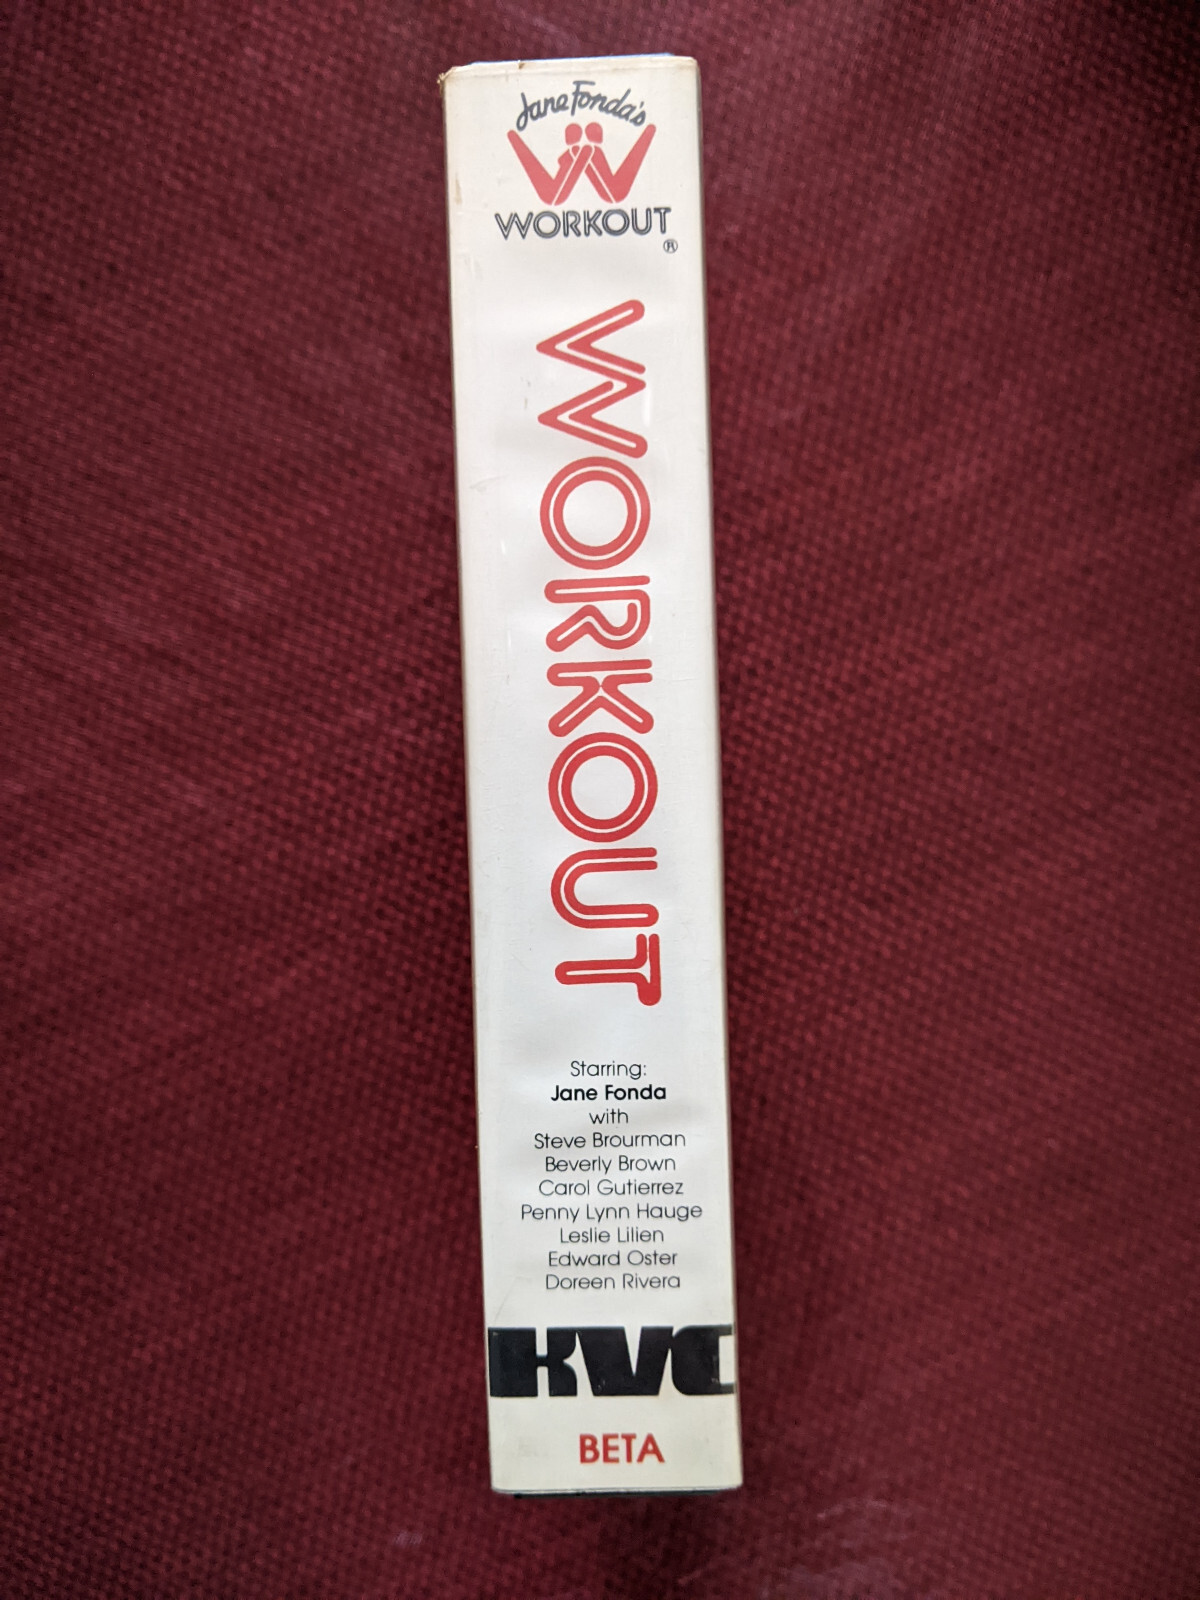 Jane Fonda's
WORKOUT
®
WORKOUT
Starring:
Jane Fonda
with
Steve Brourman
Beverly Brown
Carol Gutierrez
Penny Lynn Hauge
Leslie Lilien
Edward Oster
Doreen Rivera
KVC
BETA